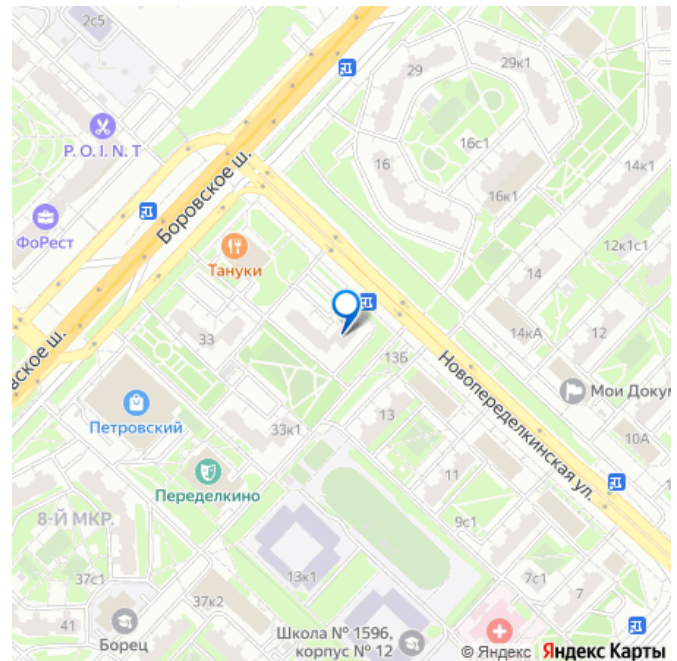 2с5
29
29к1
P. O. I. N. T
Боровское ш.
16
16с1
14к1
16к1
ФоРест
Тануки
12к1с1
14
33
14кА
12
13Б
вское ш.
Новопеределкинская ул.
Мои Докум
Петровский
33к1
13
10А
11
Переделкино
8-Й МКР.
9с1
13к1
37с1
37к2
7с1
7
41
Борец
Школа № 1596,
корпус № 12
© Яндекс Яндекс Карты